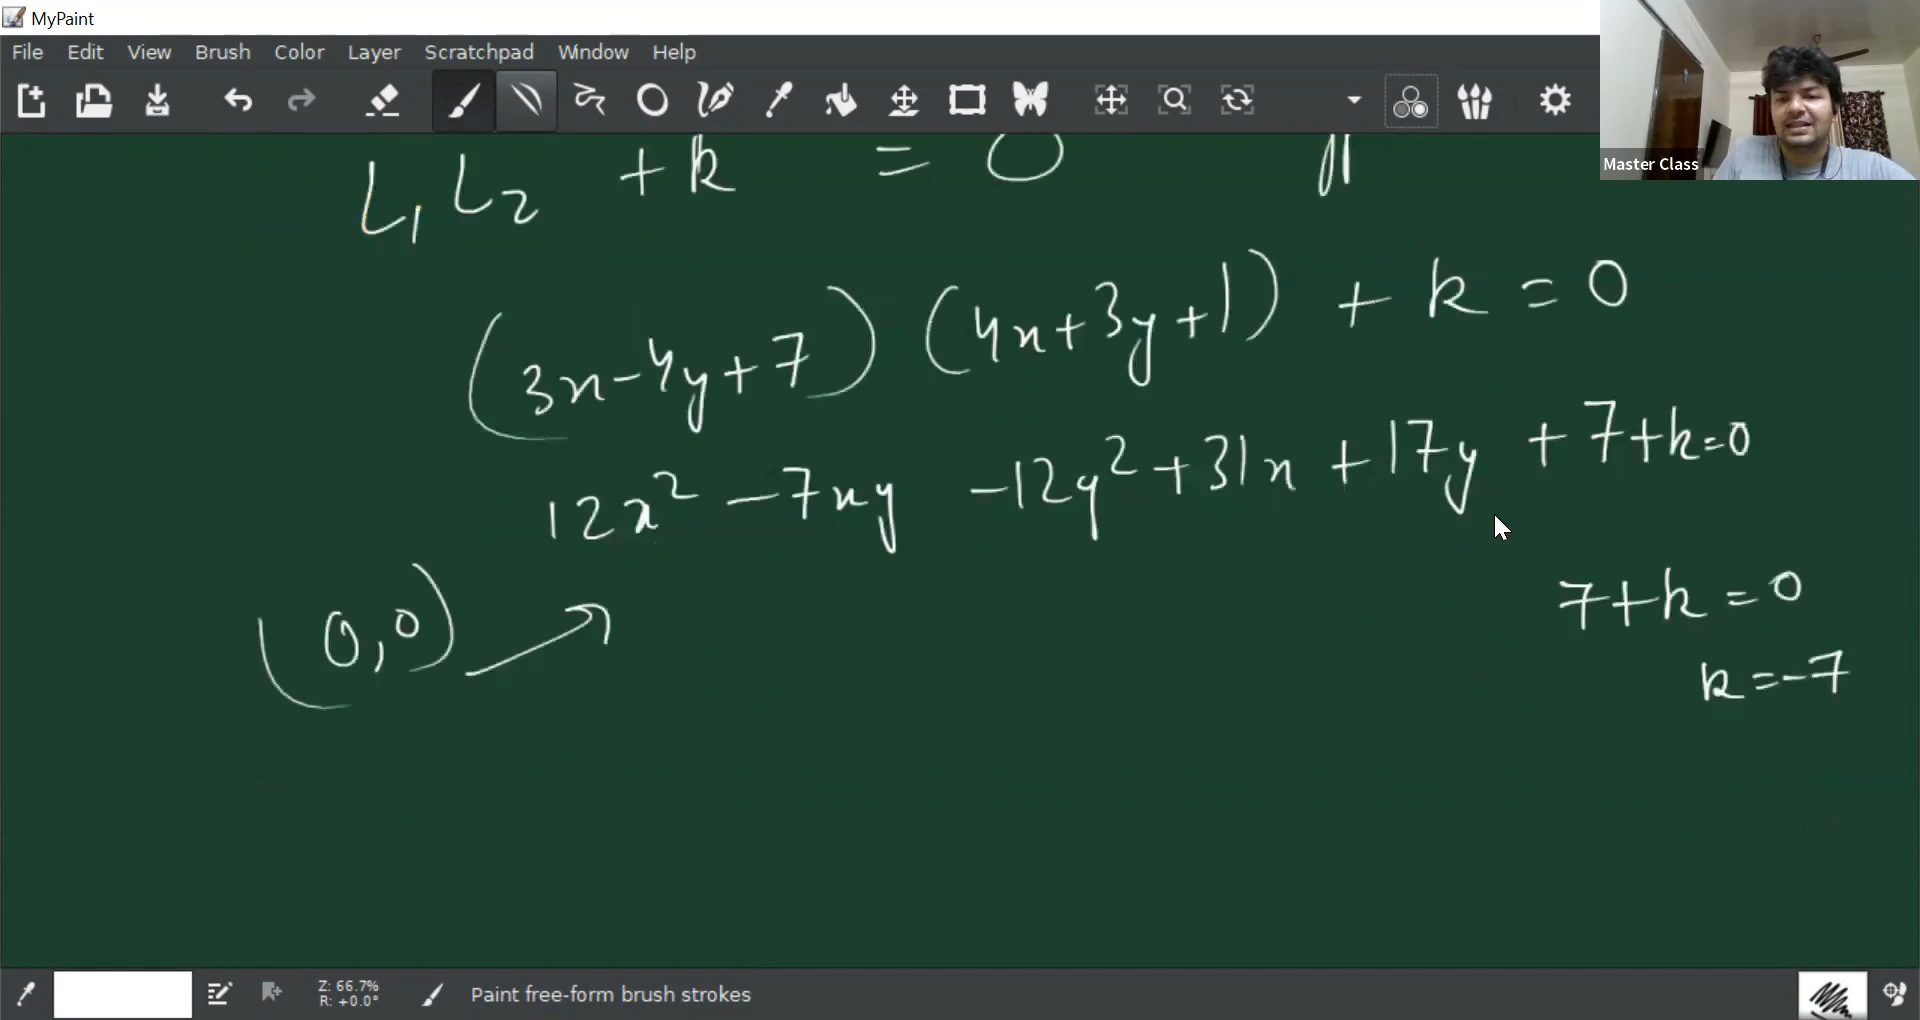 MyPaint
File Edit View Brush Color Layer Scratchpad Window Help
Master Class
L₁ L₂ + k = 0
(3x-4y+7) (4x+3y+1) + k = 0
12x² - 7xy - 12y² + 31x + 17y + 7+k=0
(0,0)
7+k=0
k=-7
Z: 66.7%
R: +0.0°
Paint free-form brush strokes